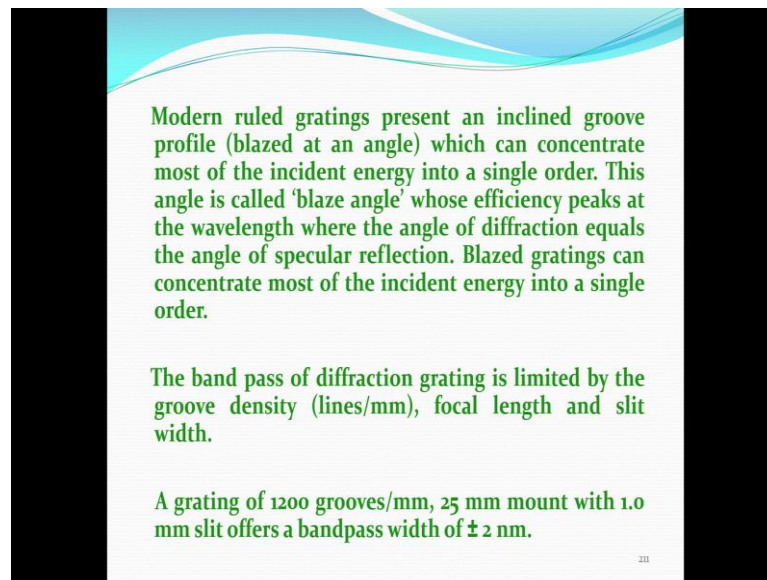 Modern ruled gratings present an inclined groove
profile (blazed at an angle) which can concentrate
most of the incident energy into a single order. This
angle is called ‘blaze angle’ whose efficiency peaks at
the wavelength where the angle of diffraction equals
the angle of specular reflection. Blazed gratings can
concentrate most of the incident energy into a single
order.
The band pass of diffraction grating is limited by the
groove density (lines/mm), focal length and slit
width.
A grating of 1200 grooves/mm, 25 mm mount with 1.0
mm slit offers a bandpass width of ± 2 nm.
211